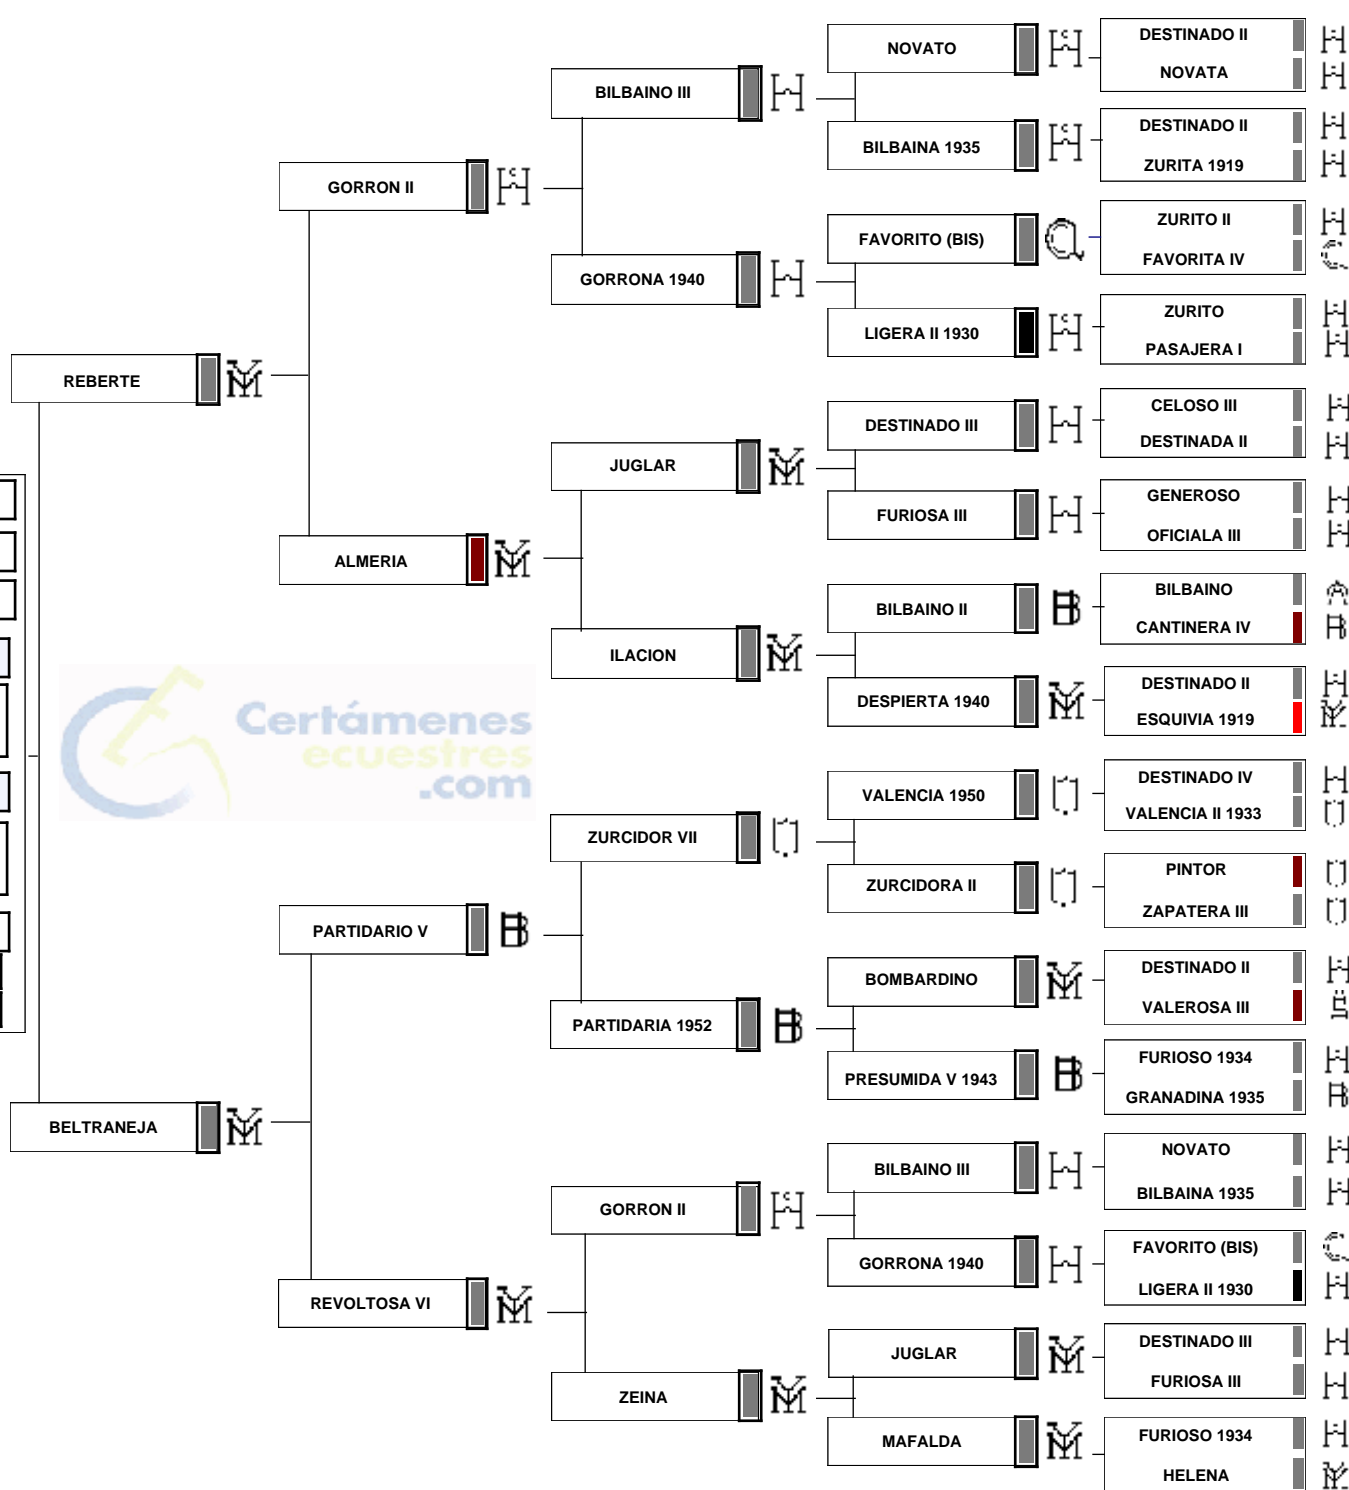 REBERTE
BELTRANEJA
GORRON II
ALMERIA
PARTIDARIO V
REVOLTOSA VI
BILBAINO III
GORRONA 1940
JUGLAR
ILACION
ZURCIDOR VII
PARTIDARIA 1952
GORRON II
ZEINA
NOVATO
BILBAINA 1935
FAVORITO (BIS)
LIGERA II 1930
DESTINADO III
FURIOSA III
BILBAINO II
DESPIERTA 1940
VALENCIA 1950
ZURCIDORA II
BOMBARDINO
PRESUMIDA V 1943
BILBAINO III
GORRONA 1940
JUGLAR
MAFALDA
DESTINADO II
NOVATA
DESTINADO II
ZURITA 1919
ZURITO II
FAVORITA IV
ZURITO
PASAJERA I
CELOSO III
DESTINADA II
GENEROSO
OFICIALA III
BILBAINO
CANTINERA IV
DESTINADO II
ESQUIVIA 1919
DESTINADO IV
VALENCIA II 1933
PINTOR
ZAPATERA III
DESTINADO II
VALEROSA III
FURIOSO 1934
GRANADINA 1935
NOVATO
BILBAINA 1935
FAVORITO (BIS)
LIGERA II 1930
DESTINADO III
FURIOSA III
FURIOSO 1934
HELENA
Certámenes
ecuestres
.com